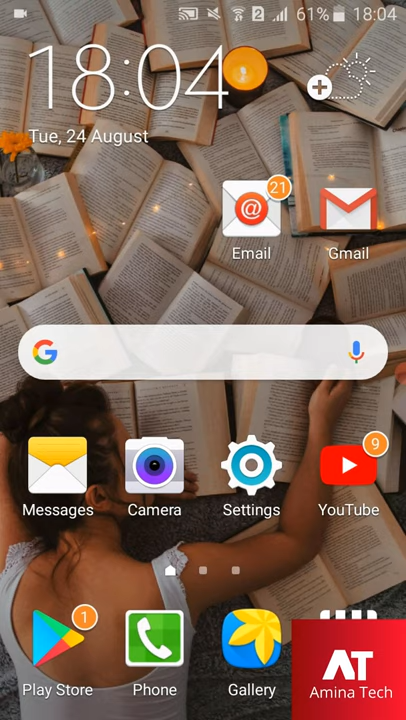 2 61% 18:04
18:04
Tue, 24 August
21
@
Email
Gmail
G
9
Messages
Camera
Settings
YouTube
1
Play Store
Phone
Gallery
AT
Amina Tech